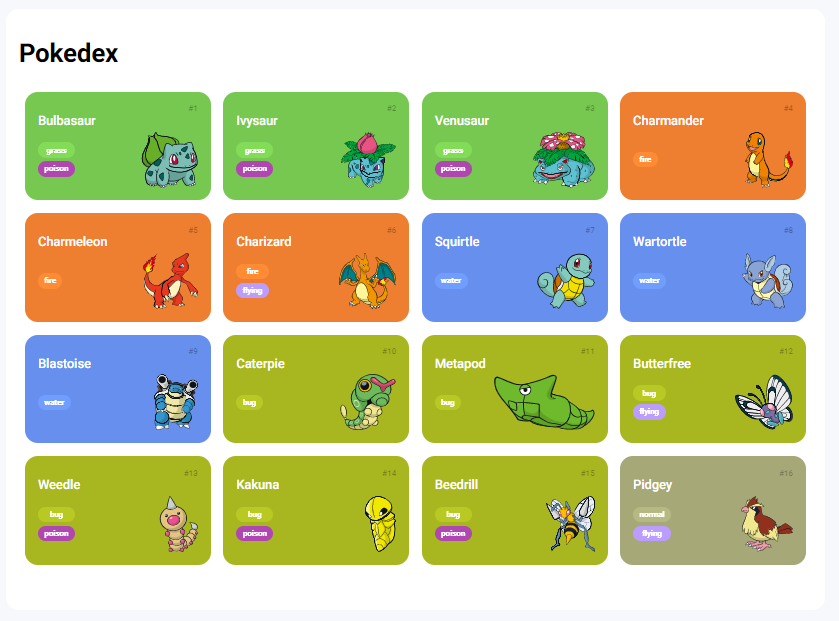 Pokedex
#1
Bulbasaur
grass
poison
#2
Ivysaur
grass
poison
#3
Venusaur
grass
poison
#4
Charmander
fire
#5
Charmeleon
fire
#6
Charizard
fire
flying
#7
Squirtle
water
#8
Wartortle
water
#9
Blastoise
water
#10
Caterpie
bug
#11
Metapod
bug
#12
Butterfree
bug
flying
#13
Weedle
bug
poison
#14
Kakuna
bug
poison
#15
Beedrill
bug
poison
#16
Pidgey
normal
flying